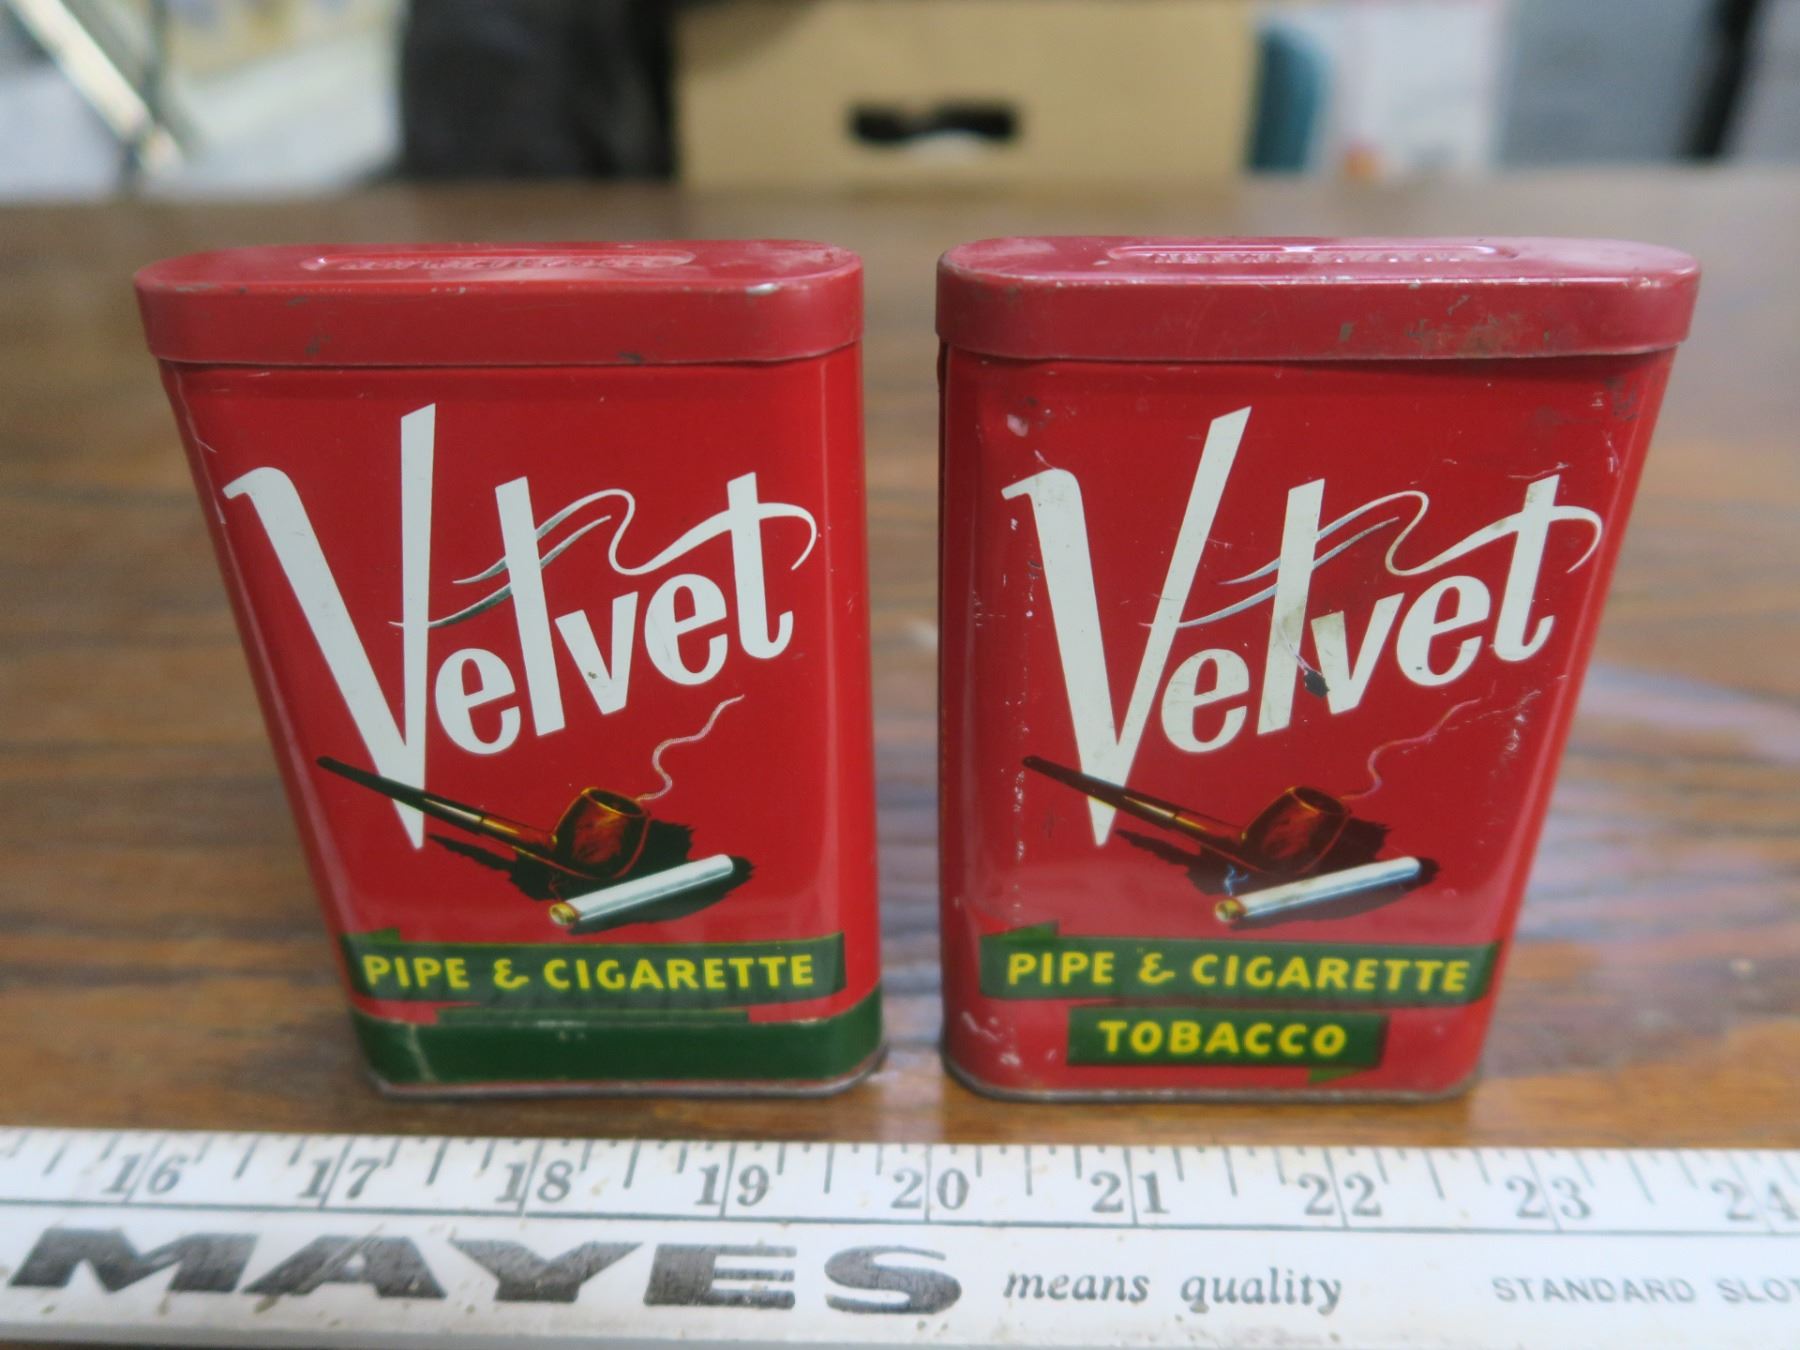 Velvet
PIPE & CIGARETTE
Velvet
PIPE & CIGARETTE
TOBACCO
16 17 18 19 20 21 22 23 24
MAYES means quality STANDARD SLOT